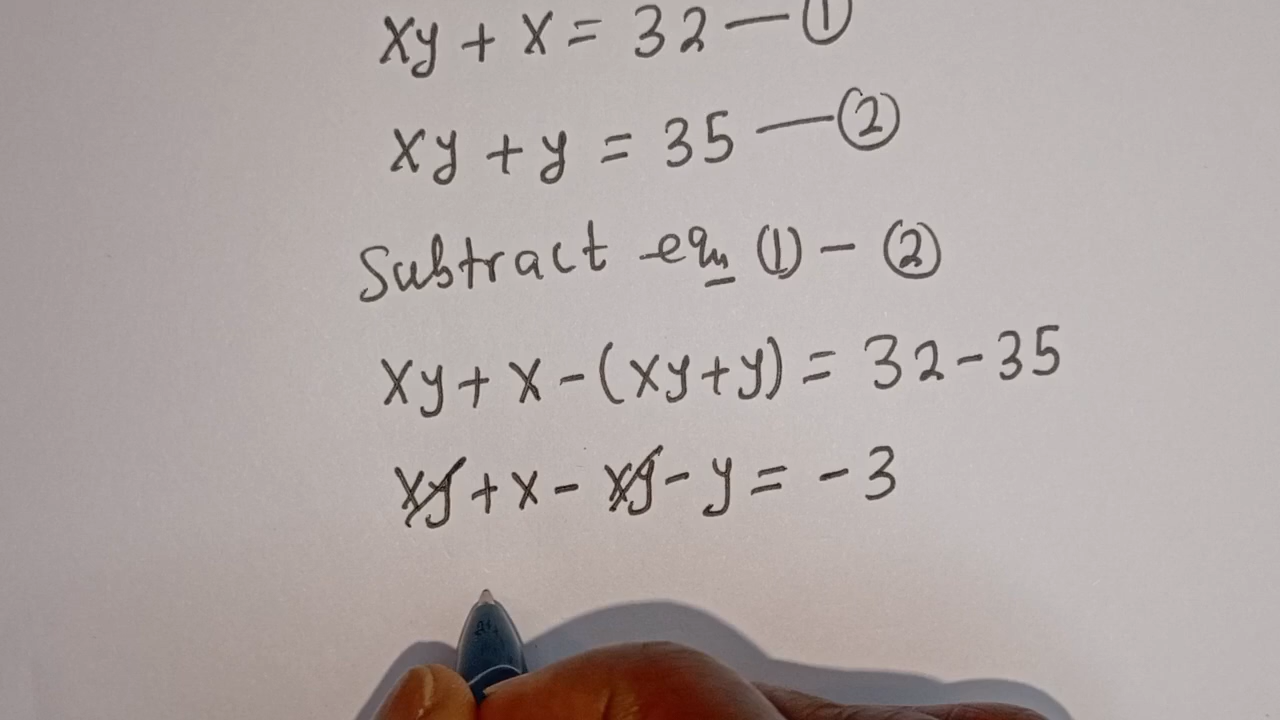 xy + x = 32 — ①
xy + y = 35 — ②
Subtract eqn (1) - ②
xy + x - (xy + y) = 32 - 35
xy + x - xy - y = - 3